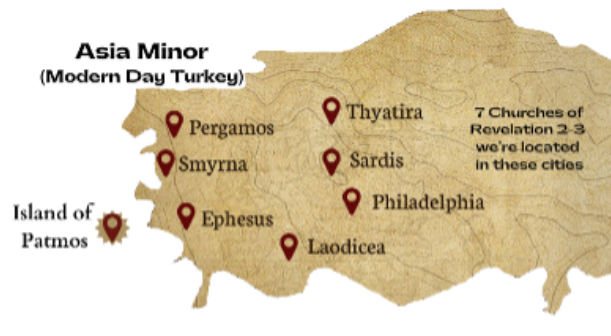 Asia Minor
(Modern Day Turkey)
Pergamos
Thyatira
7 Churches of
Revelation 2-3
we're located
in these cities
Smyrna
Sardis
Philadelphia
Island of
Patmos
Ephesus
Laodicea